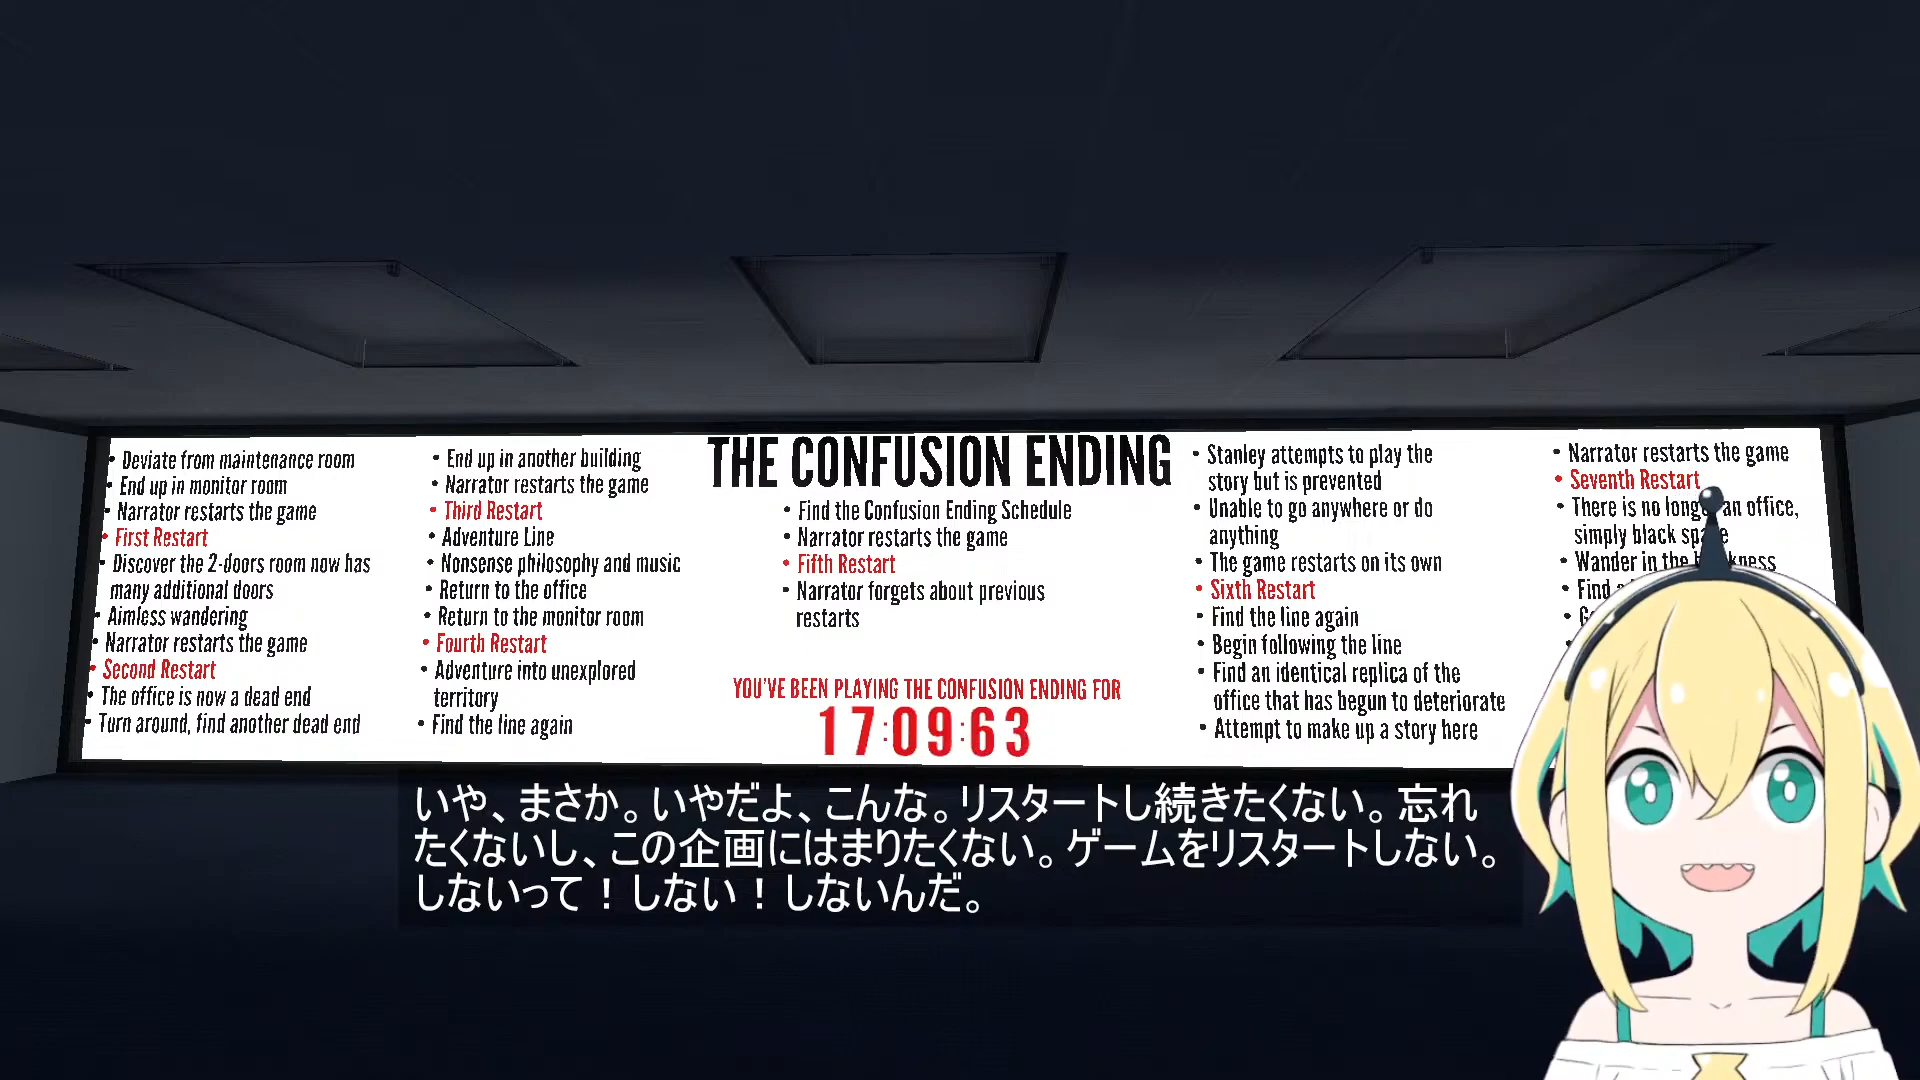 • Deviate from maintenance room
• End up in monitor room
• Narrator restarts the game
• First Restart
• Discover the 2-doors room now has
many additional doors
• Aimless wandering
• Narrator restarts the game
• Second Restart
• The office is now a dead end
• Turn around, find another dead end
• End up in another building
• Narrator restarts the game
• Third Restart
• Adventure Line
• Nonsense philosophy and music
• Return to the office
• Return to the monitor room
• Fourth Restart
• Adventure into unexplored
territory
• Find the line again
THE CONFUSION ENDING
• Find the Confusion Ending Schedule
• Narrator restarts the game
• Fifth Restart
• Narrator forgets about previous
restarts
YOU'VE BEEN PLAYING THE CONFUSION ENDING FOR
17:09:63
• Stanley attempts to play the
story but is prevented
• Unable to go anywhere or do
anything
• The game restarts on its own
• Sixth Restart
• Find the line again
• Begin following the line
• Find an identical replica of the
office that has begun to deteriorate
• Attempt to make up a story here
• Narrator restarts the game
• Seventh Restart
• There is no longer an office,
simply black space
• Wander in the
• Find
いや、まさか。いやだよ、こんな。リスタートし続きたくない。忘れ
たくないし、この企画にはまりたくない。ゲームをリスタートしない。
しないって！しない！しないんだ。